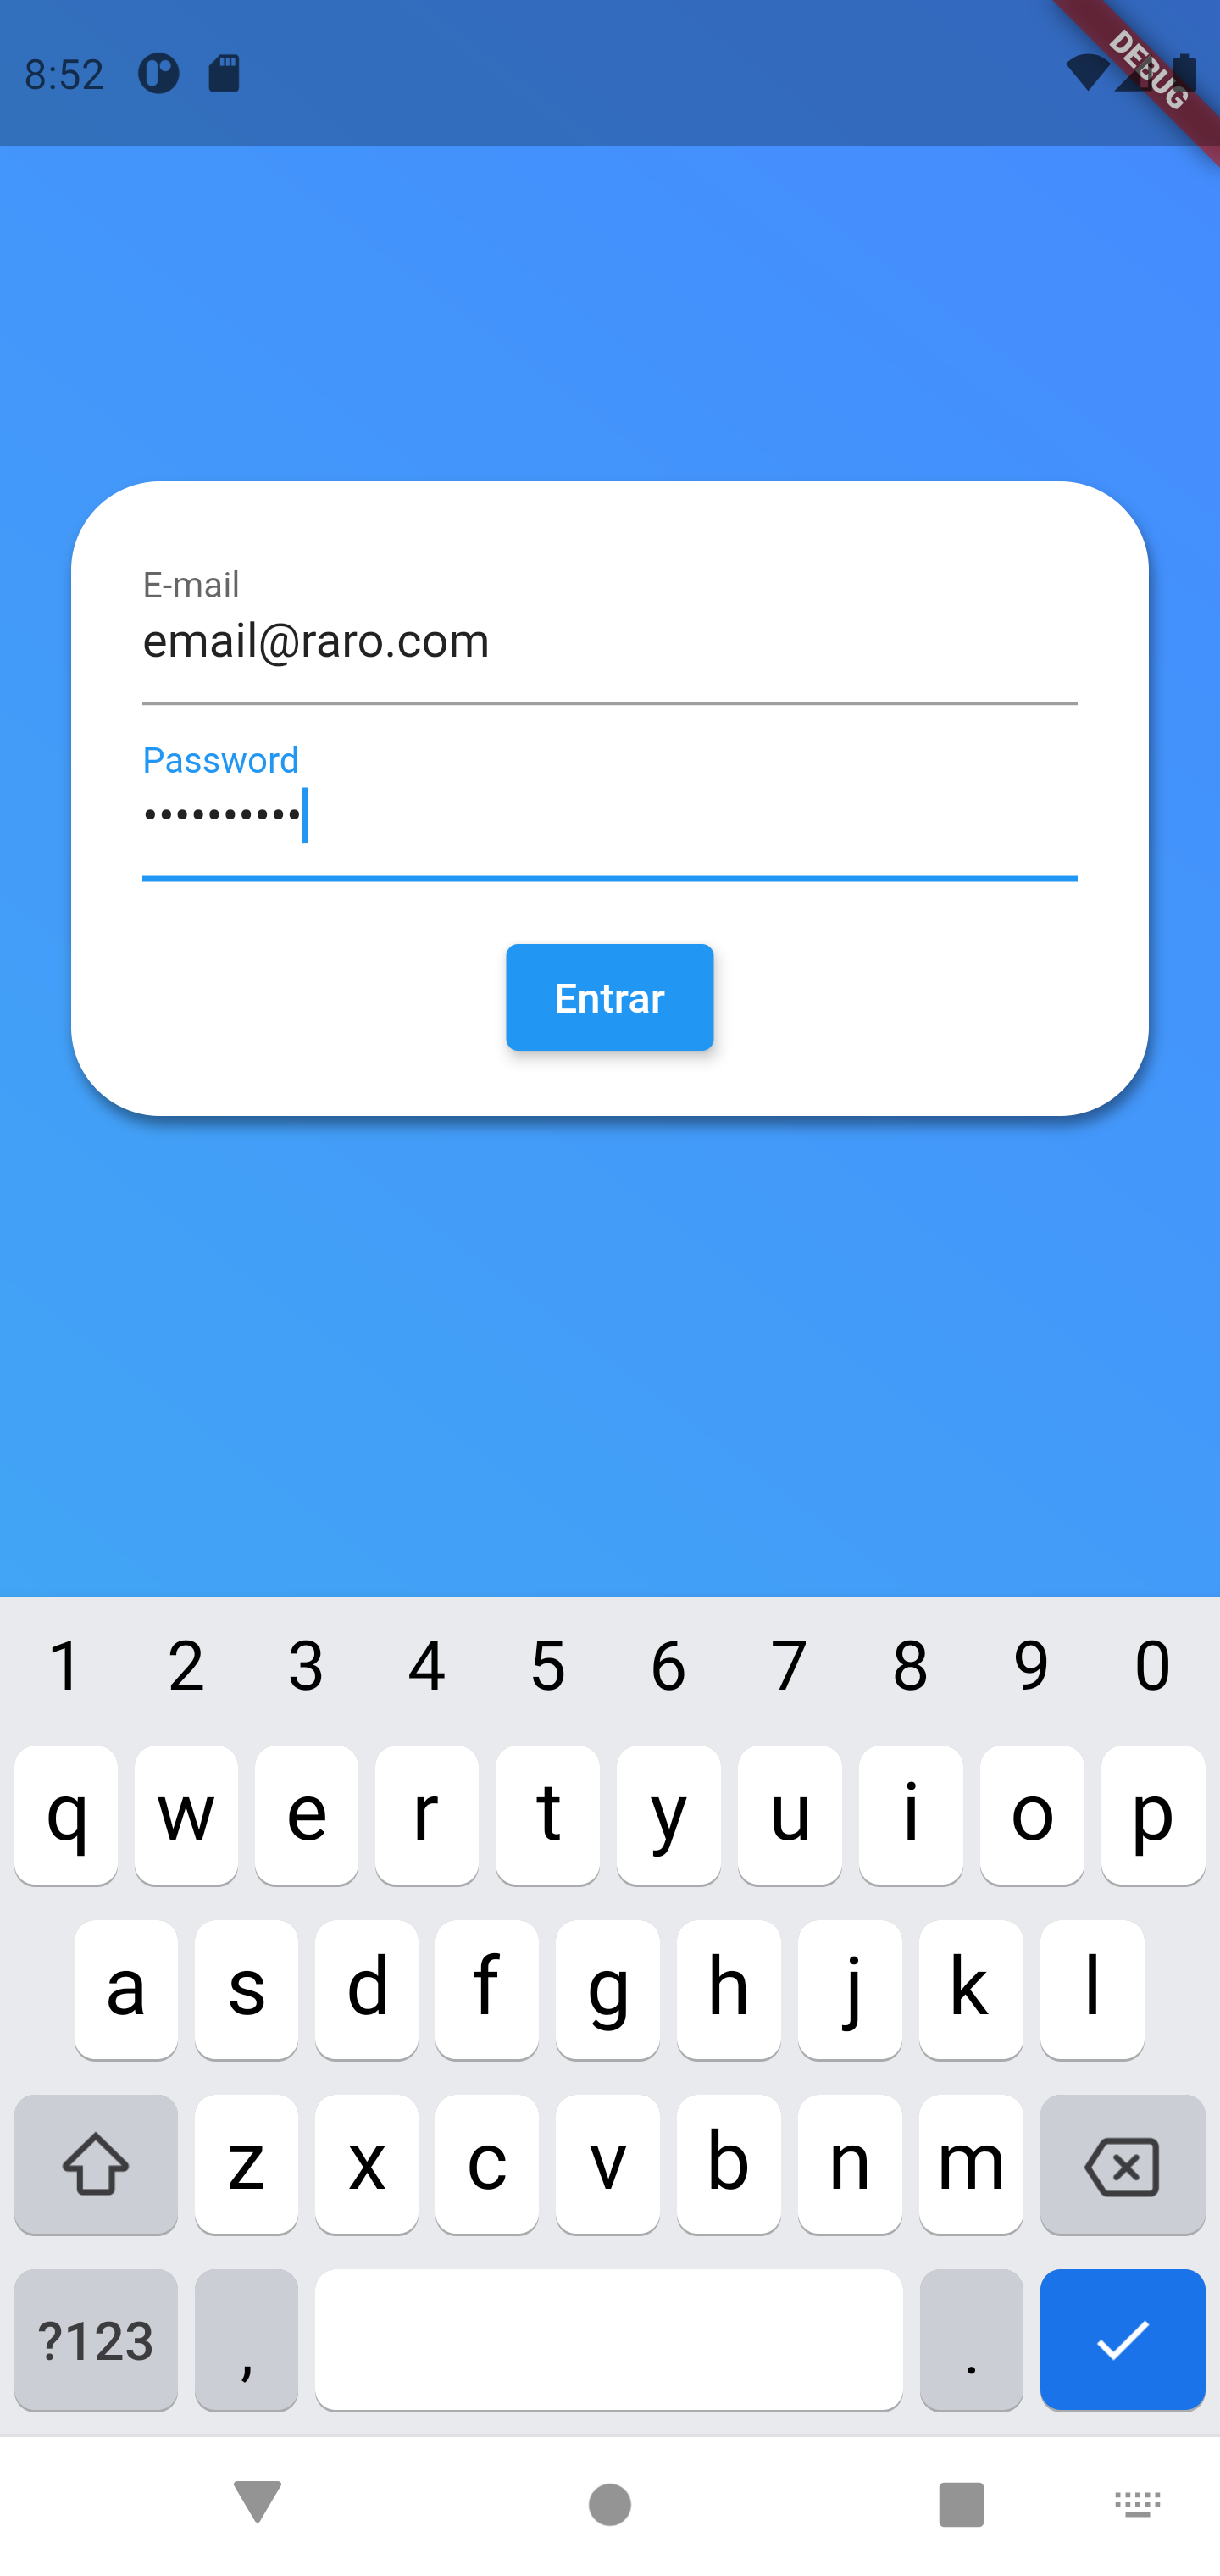 8:52
DEBUG
E-mail
email@raro.com
Password
••••••••••
Entrar
1 2 3 4 5 6 7 8 9 0
q w e r t y u i o p
a s d f g h j k l
z x c v b n m
?123 , .